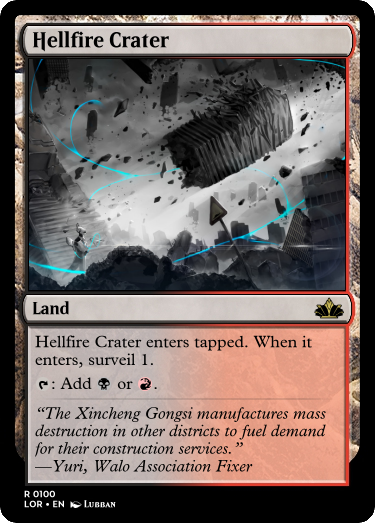 Hellfire Crater
Land
Hellfire Crater enters tapped. When it
enters, surveil 1.
: Add or .
“The Xincheng Gongsi manufactures mass
destruction in other districts to fuel demand
for their construction services.”
—Yuri, Walo Association Fixer
R 0100
LOR • EN Lubban